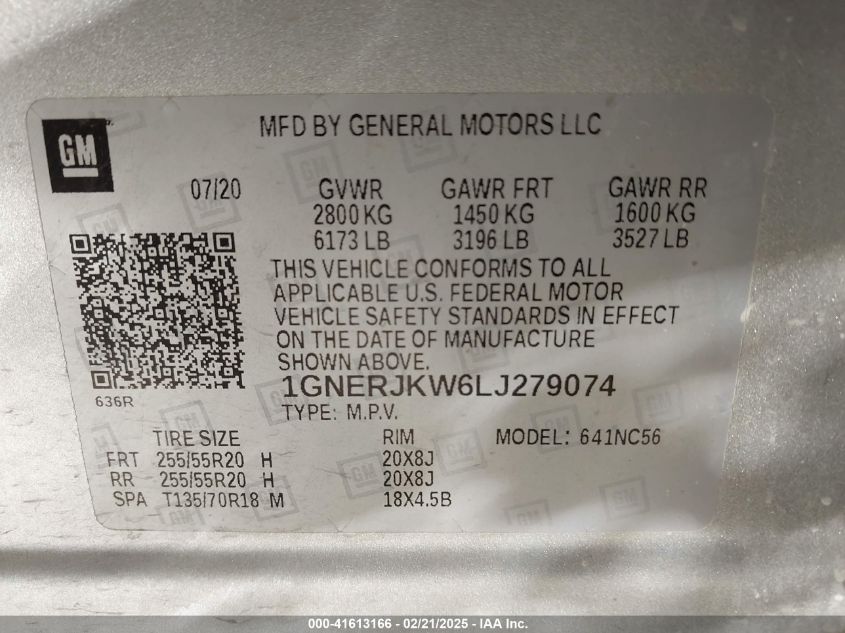 GM
MFD BY GENERAL MOTORS LLC
07/20 GVWR GAWR FRT GAWR RR
2800 KG 1450 KG 1600 KG
6173 LB 3196 LB 3527 LB
THIS VEHICLE CONFORMS TO ALL
APPLICABLE U.S. FEDERAL MOTOR
VEHICLE SAFETY STANDARDS IN EFFECT
ON THE DATE OF MANUFACTURE
SHOWN ABOVE.
636R
1GNERJKW6LJ279074
TYPE: M.P.V.
TIRE SIZE RIM MODEL: 641NC56
FRT 255/55R20 H 20X8J
RR 255/55R20 H 20X8J
SPA T135/70R18 M 18X4.5B
000-41613166 - 02/21/2025 - IAA Inc.